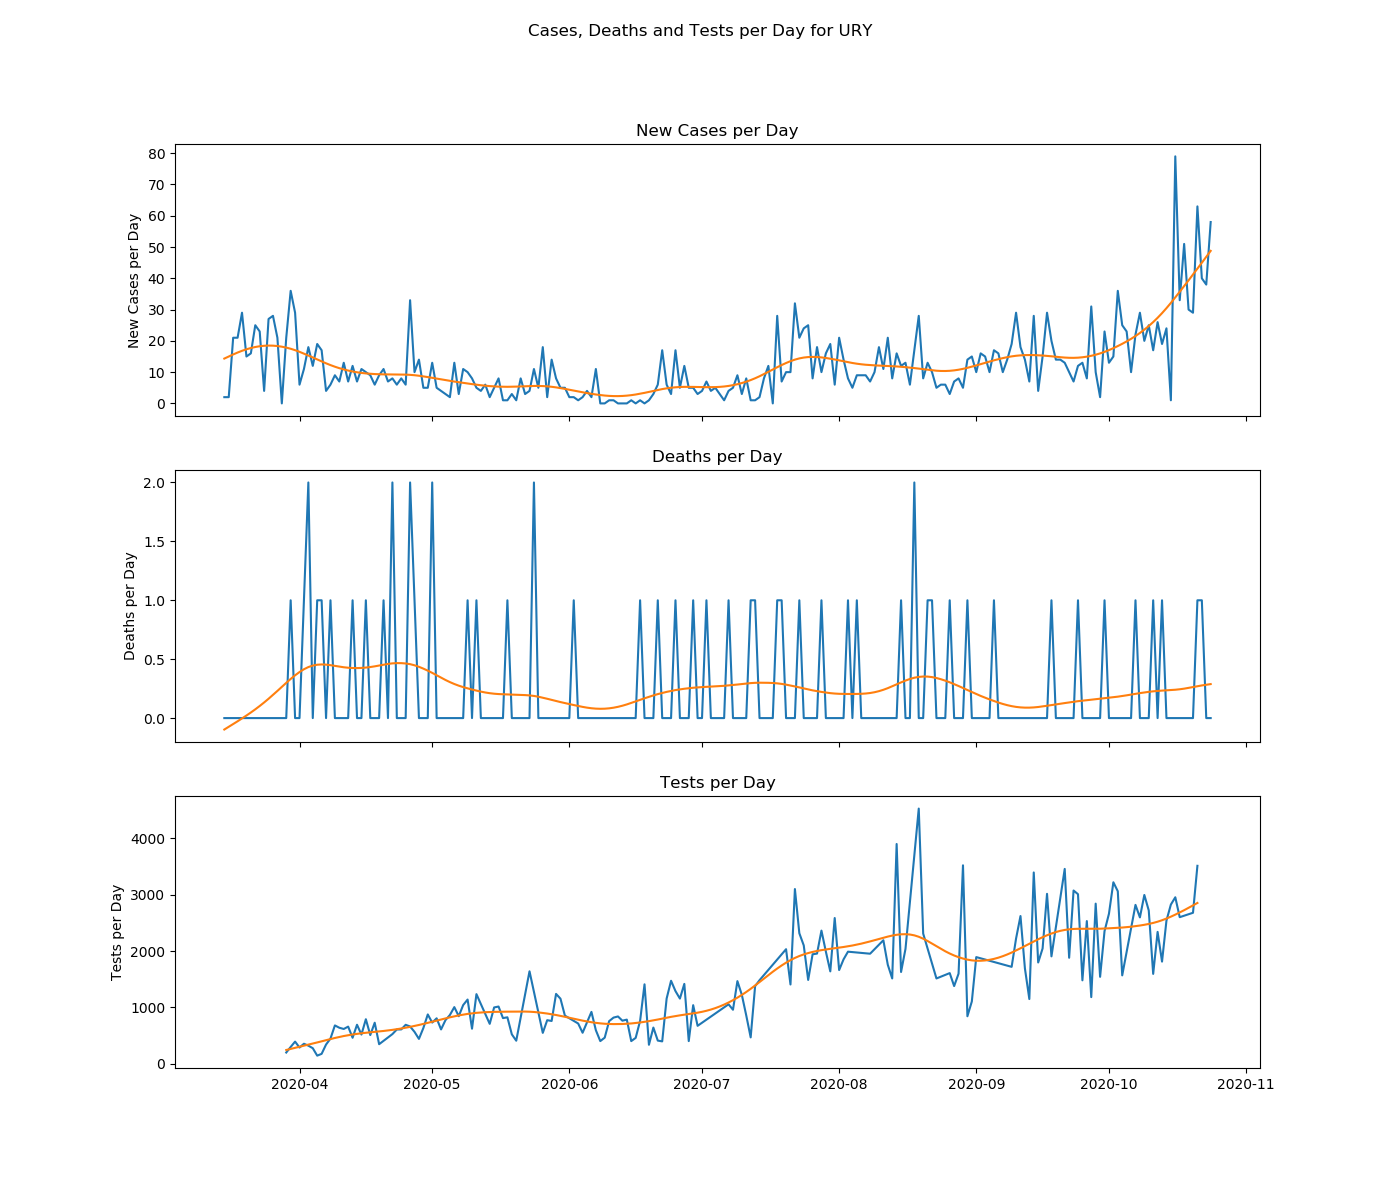 Cases, Deaths and Tests per Day for URY
New Cases per Day
New Cases per Day
80
70
60
50
40
30
20
10
0
Deaths per Day
Deaths per Day
2.0
1.5
1.0
0.5
0.0
Tests per Day
Tests per Day
4000
3000
2000
1000
0
2020-04 2020-05 2020-06 2020-07 2020-08 2020-09 2020-10 2020-11